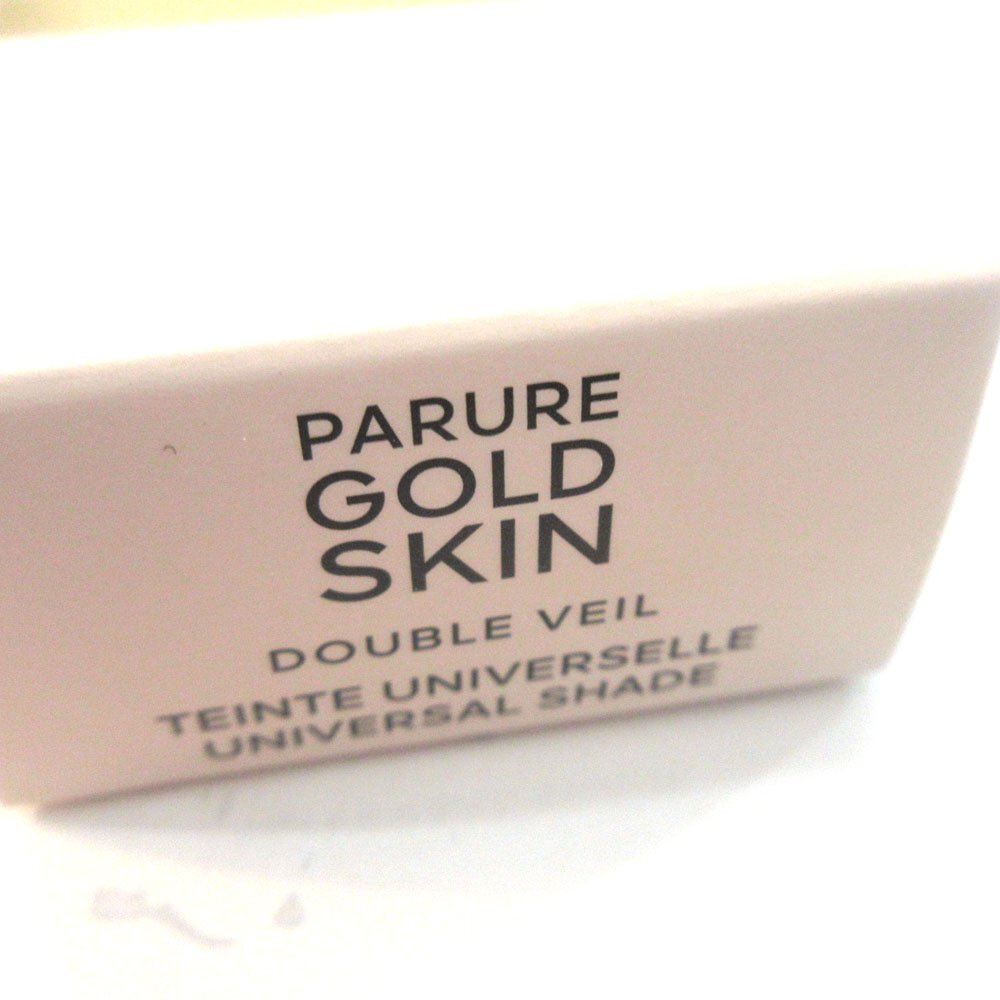 PARURE
GOLD
SKIN
DOUBLE VEIL
TEINTE UNIVERSELLE
UNIVERSAL SHADE